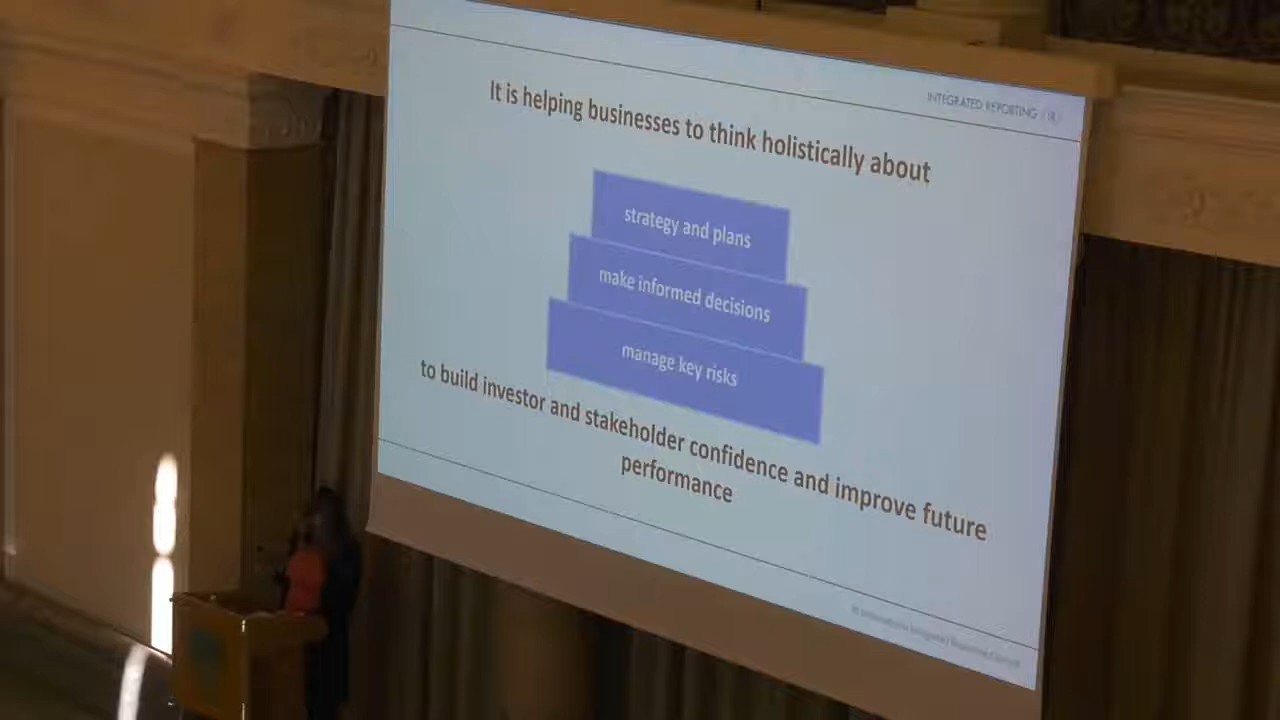 INTEGRATED REPORTING
It is helping businesses to think holistically about
strategy and plans
make informed decisions
manage key risks
to build investor and stakeholder confidence and improve future
performance